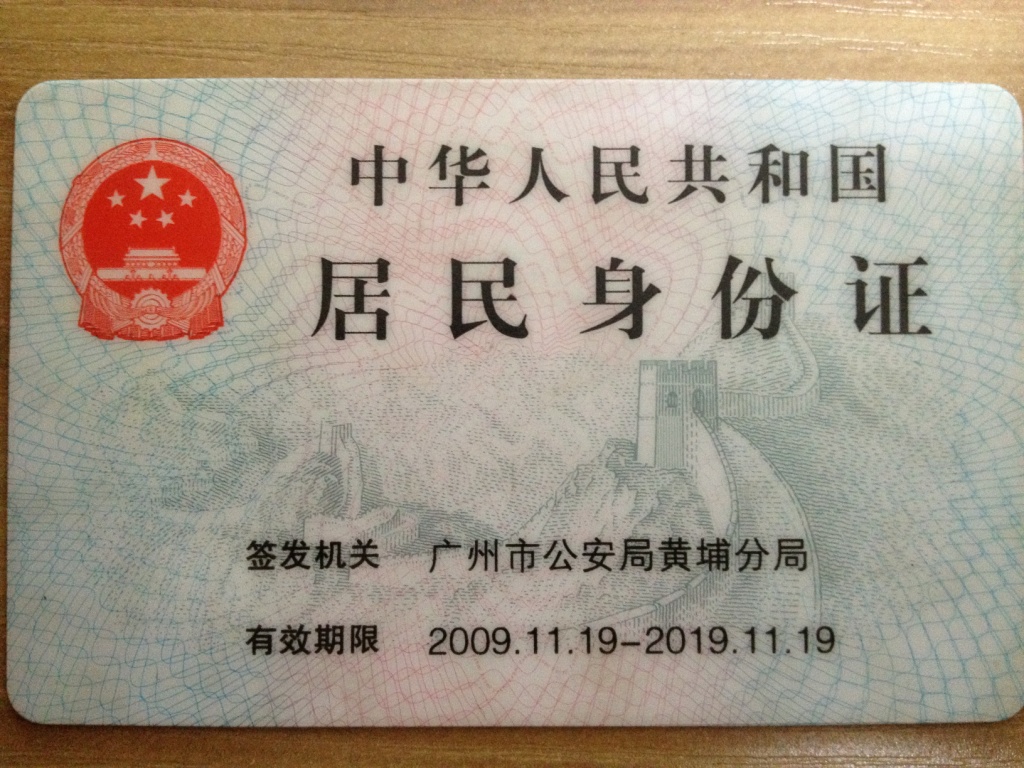 中华人民共和国
居民身份证
签发机关 广州市公安局黄埔分局
有效期限 2009.11.19-2019.11.19